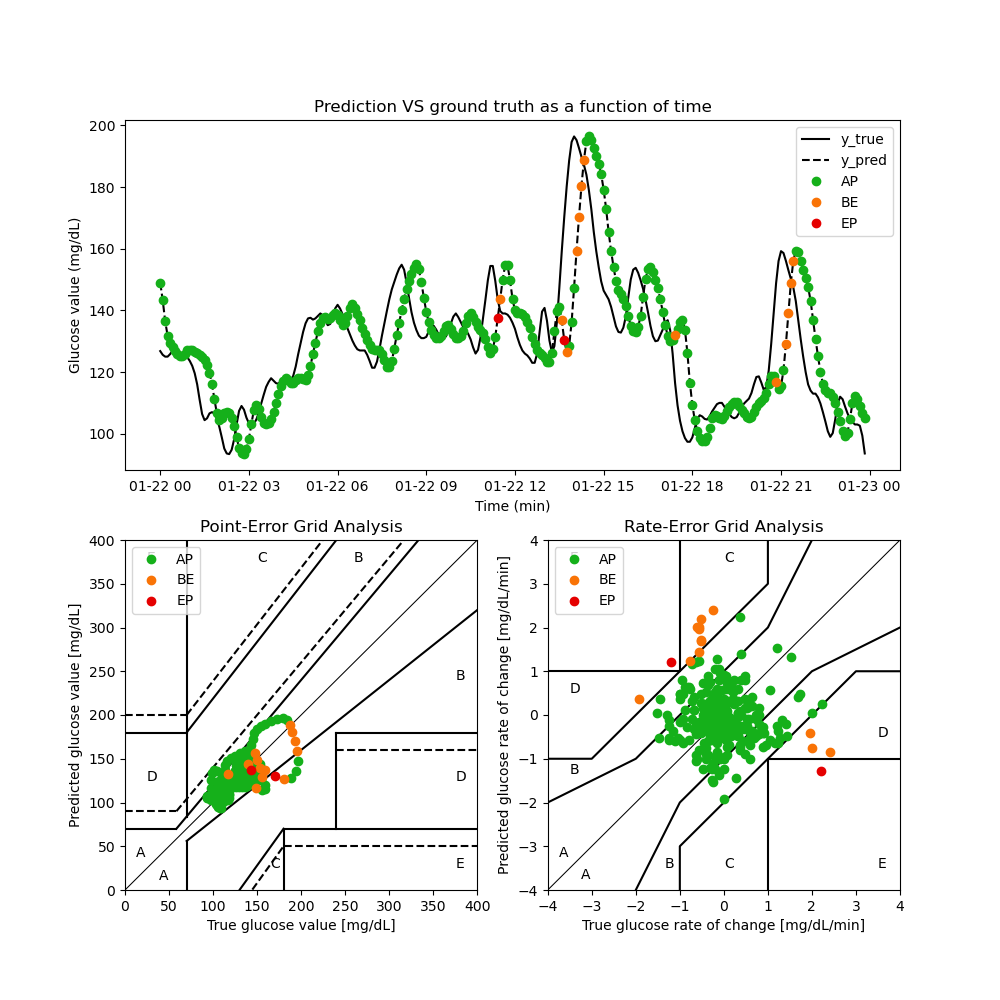 Prediction VS ground truth as a function of time
Glucose value (mg/dL)
200
180
160
140
120
100
y_true
y_pred
AP
BE
EP
01-22 00 01-22 03 01-22 06 01-22 09 01-22 12 01-22 15 01-22 18 01-22 21 01-23 00
Time (min)
Point-Error Grid Analysis
Predicted glucose value [mg/dL]
400
350
300
250
200
150
100
50
0
AP
BE
EP
C
B
B
D
D
A
A
C
E
0 50 100 150 200 250 300 350 400
True glucose value [mg/dL]
Rate-Error Grid Analysis
Predicted glucose rate of change [mg/dL/min]
4
3
2
1
0
−1
−2
−3
−4
AP
BE
EP
C
D
D
B
A
A
B
C
E
−4 −3 −2 −1 0 1 2 3 4
True glucose rate of change [mg/dL/min]